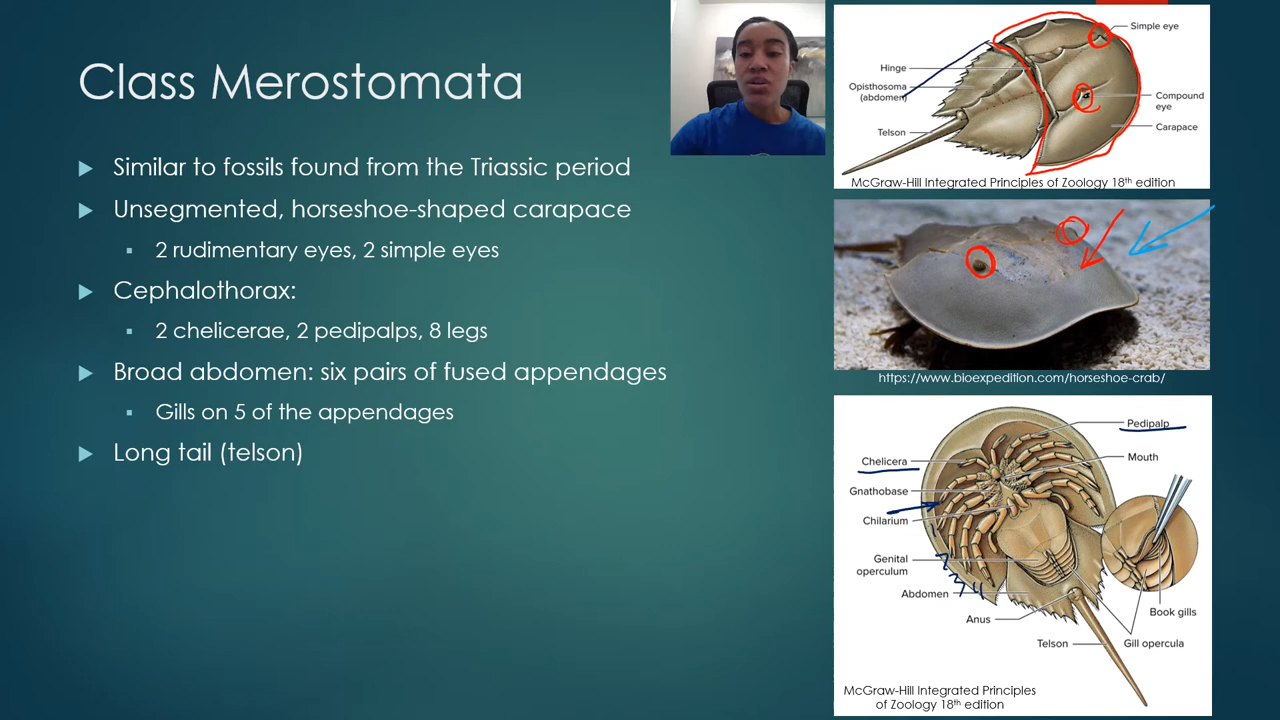 Class Merostomata
Similar to fossils found from the Triassic period
Unsegmented, horseshoe-shaped carapace
2 rudimentary eyes, 2 simple eyes
Cephalothorax:
2 chelicerae, 2 pedipalps, 8 legs
Broad abdomen: six pairs of fused appendages
Gills on 5 of the appendages
Long tail (telson)
Simple eye
Hinge
Opisthosoma
(abdomen)
Compound
eye
Telson
Carapace
McGraw-Hill Integrated Principles of Zoology 18th edition
https://www.bioexpedition.com/horseshoe-crab/
Pedipalp
Chelicera
Mouth
Gnathobase
Chilarium
Genital
operculum
Abdomen
Anus
Book gills
Telson
Gill opercula
McGraw-Hill Integrated Principles
of Zoology 18th edition